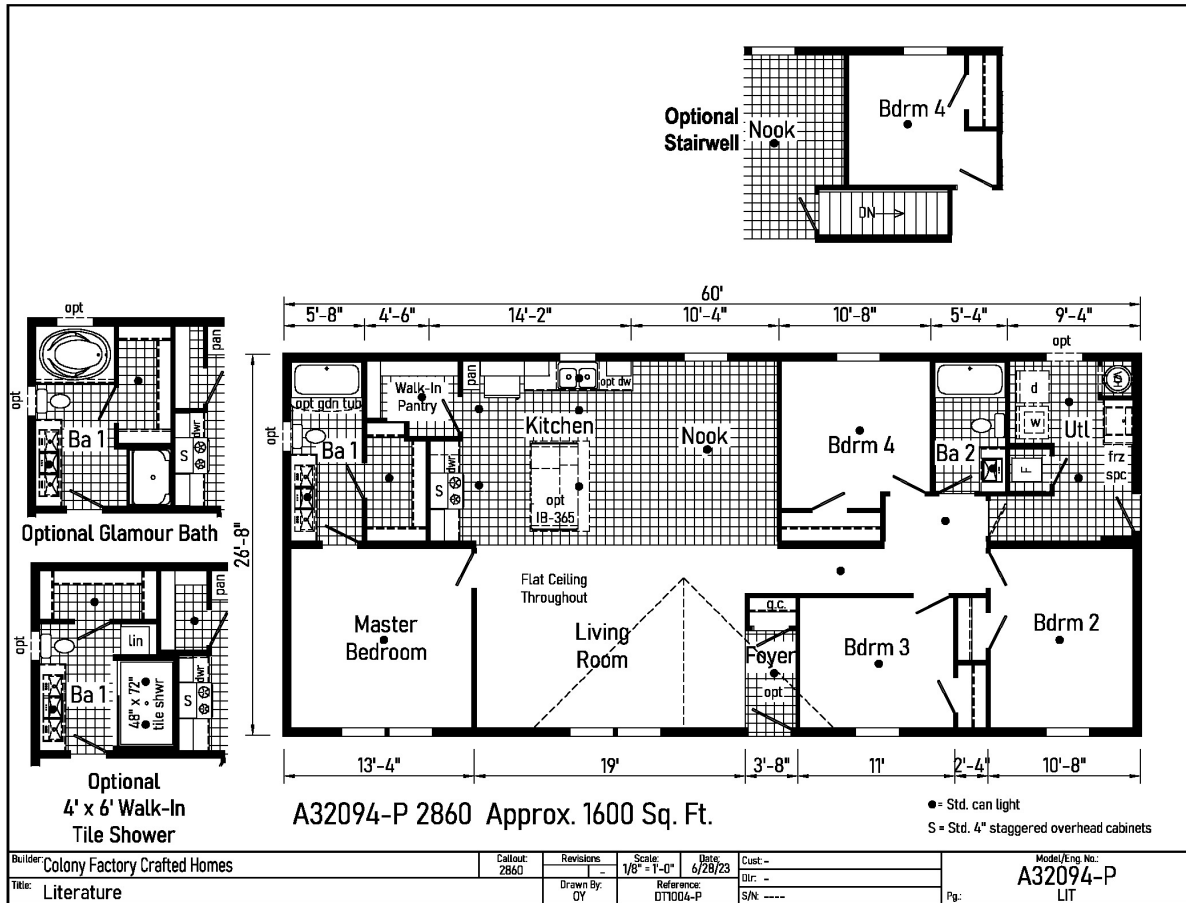 Optional
Stairwell
Nook
Bdrm 4
DN
60'
5'-8"
4'-6"
14'-2"
10'-4"
10'-8"
5'-4"
9'-4"
26'-8"
opt
opt
pan
Ba 1
dwr
S
Optional Glamour Bath
opt
pan
lin
Ba 1
48" x 72"
tile shwr
dwr
S
Optional
4' x 6' Walk-In
Tile Shower
opt
opt gdn tub
Ba 1
Walk-In
Pantry
pan
opt dw
Kitchen
dwr
S
opt
IB-365
Nook
Bdrm 4
Ba 2
opt
d
w
Utl
F
frz
spc
Master
Bedroom
Flat Ceiling
Throughout
Living
Room
g.c.
Foyer
opt
Bdrm 3
Bdrm 2
13'-4"
19'
3'-8"
11'
2'-4"
10'-8"
A32094-P 2860 Approx. 1600 Sq. Ft.
●= Std. can light
S = Std. 4" staggered overhead cabinets
Builder: Colony Factory Crafted Homes
Callout:
2860
Revisions
-
Scale:
1/8" = 1'-0"
Date:
6/28/23
Cust: -
Dlr: -
S/N: ----
Model/Eng. No.:
A32094-P
Title: Literature
Drawn By:
OY
Reference:
DT1004-P
Pg.: LIT